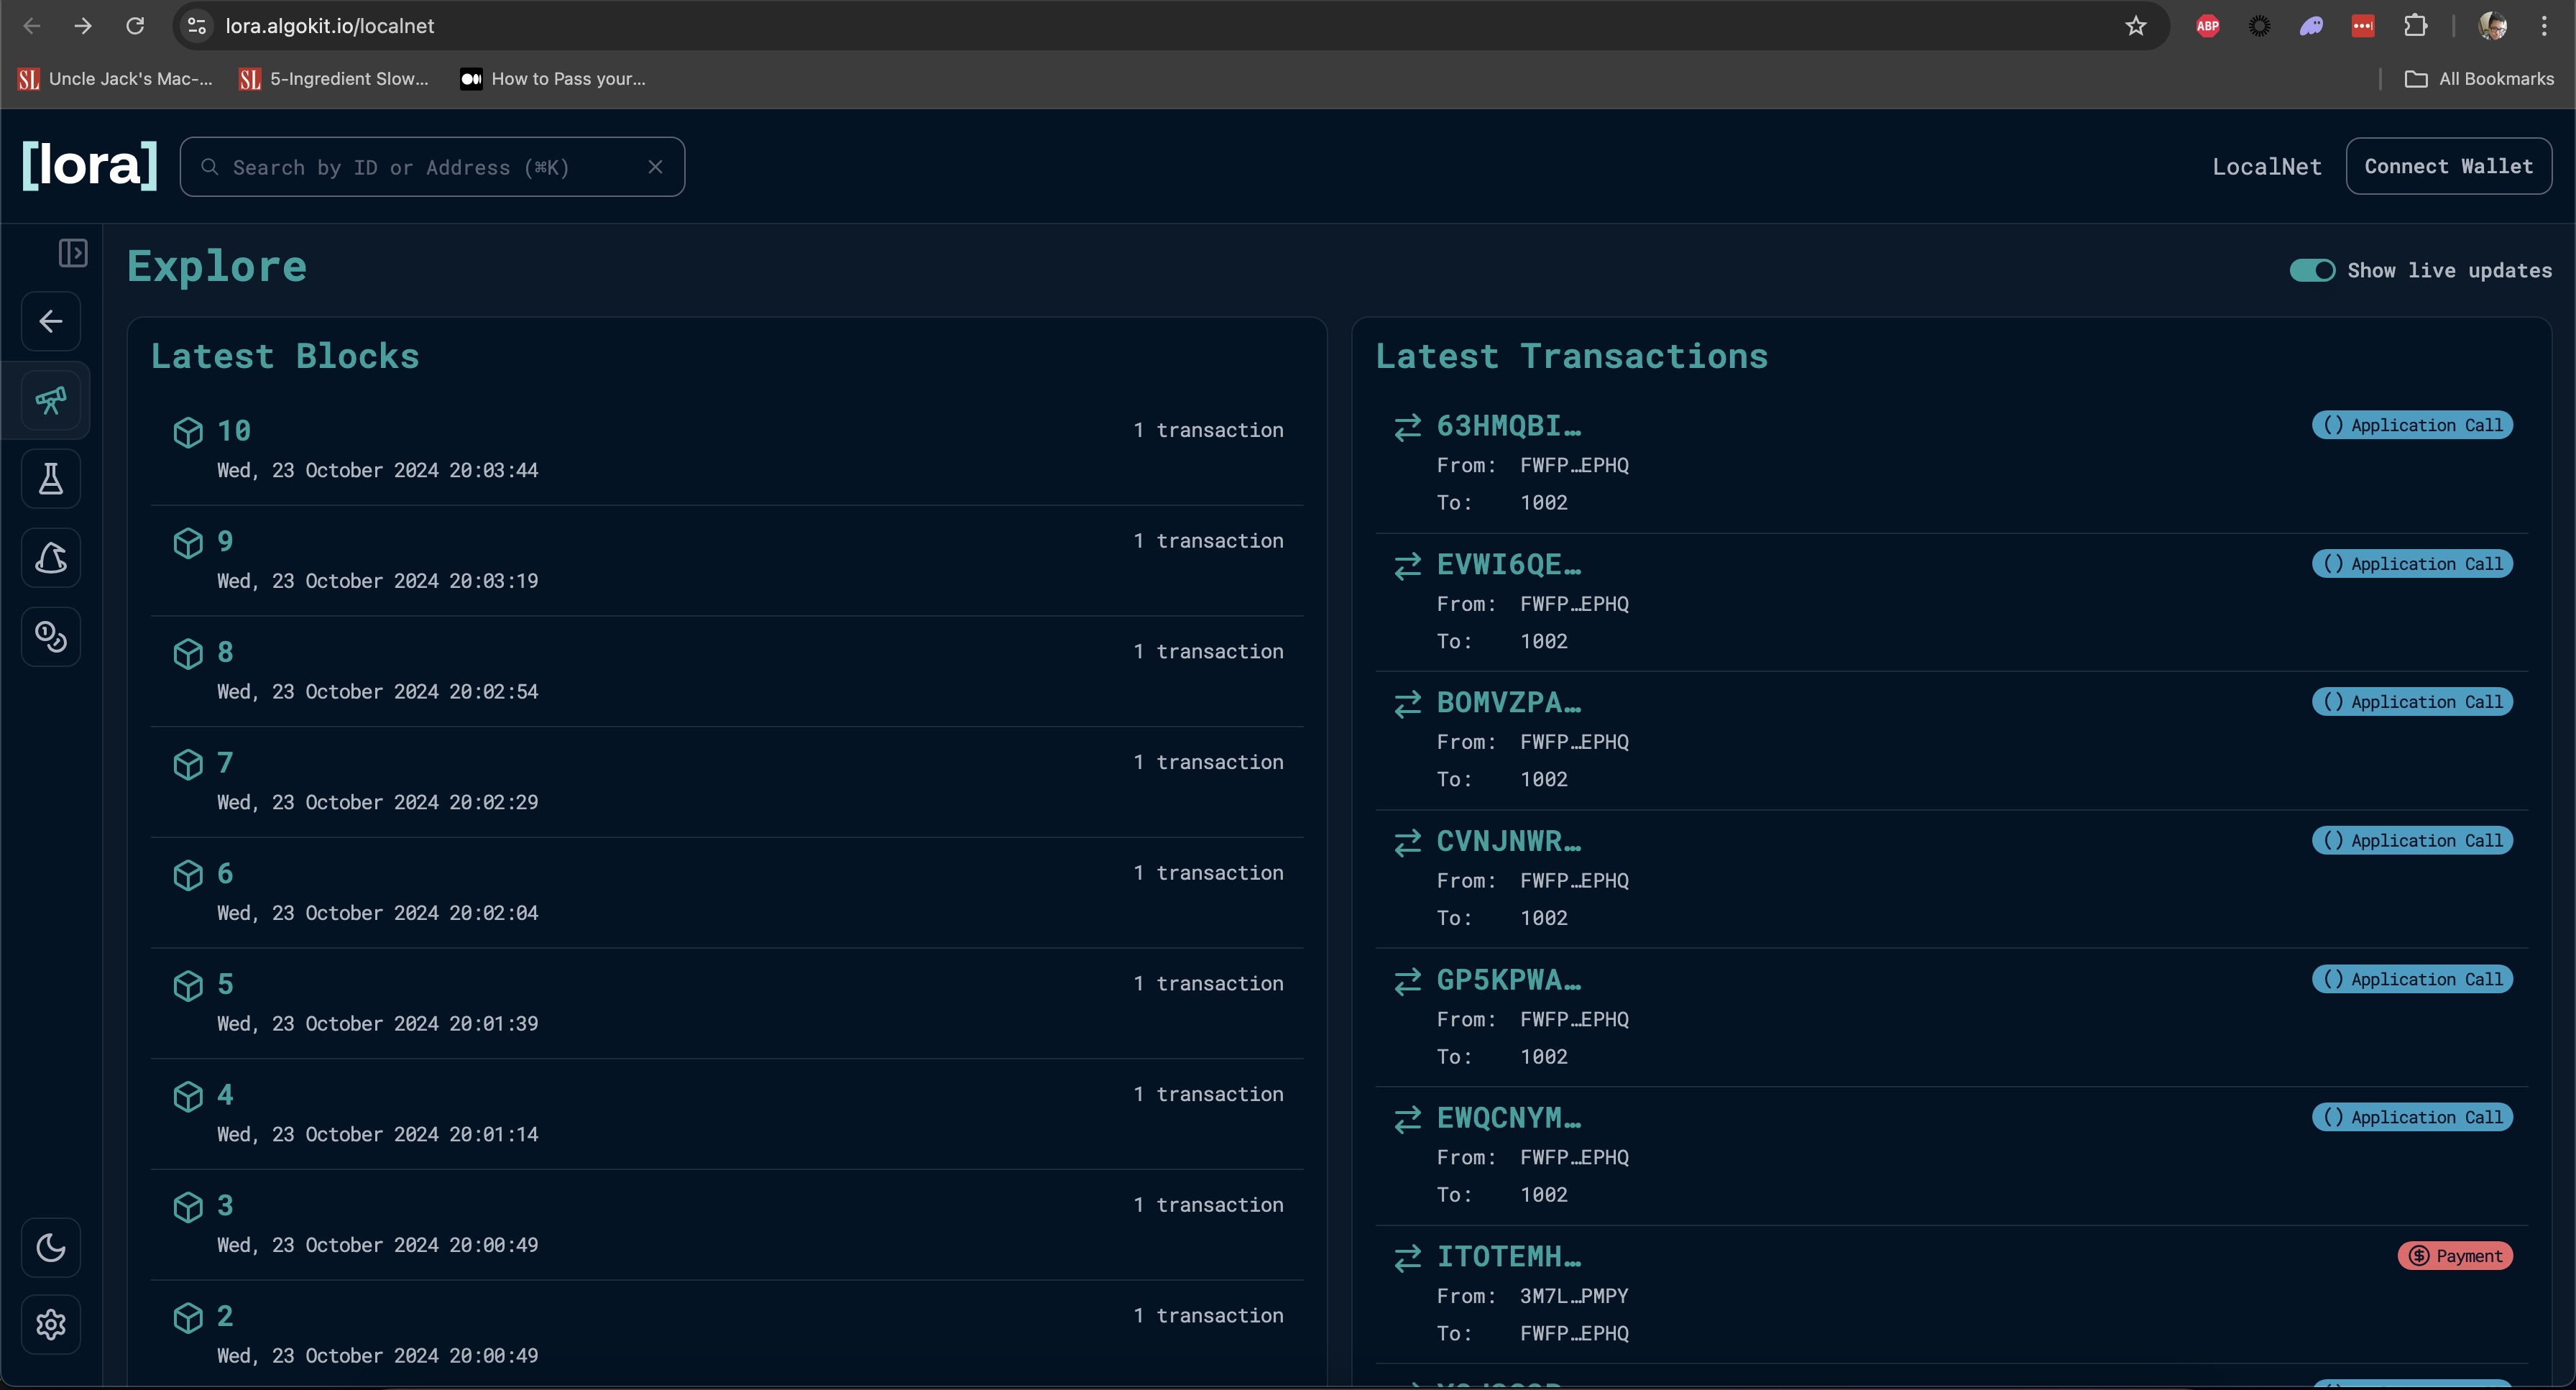 lora.algokit.io/localnet
ABP
SL Uncle Jack's Mac-...
SL 5-Ingredient Slow...
How to Pass your...
All Bookmarks
[lora]
Search by ID or Address (⌘K)
LocalNet
Connect Wallet
Explore
Show live updates
Latest Blocks
10
1 transaction
Wed, 23 October 2024 20:03:44
9
1 transaction
Wed, 23 October 2024 20:03:19
8
1 transaction
Wed, 23 October 2024 20:02:54
7
1 transaction
Wed, 23 October 2024 20:02:29
6
1 transaction
Wed, 23 October 2024 20:02:04
5
1 transaction
Wed, 23 October 2024 20:01:39
4
1 transaction
Wed, 23 October 2024 20:01:14
3
1 transaction
Wed, 23 October 2024 20:00:49
2
1 transaction
Wed, 23 October 2024 20:00:49
Latest Transactions
63HMQBI…
() Application Call
From: FWFP…EPHQ
To: 1002
EVWI6QE…
() Application Call
From: FWFP…EPHQ
To: 1002
BOMVZPA…
() Application Call
From: FWFP…EPHQ
To: 1002
CVNJNWR…
() Application Call
From: FWFP…EPHQ
To: 1002
GP5KPWA…
() Application Call
From: FWFP…EPHQ
To: 1002
EWQCNYM…
() Application Call
From: FWFP…EPHQ
To: 1002
ITOTEMH…
Payment
From: 3M7L…PMPY
To: FWFP…EPHQ